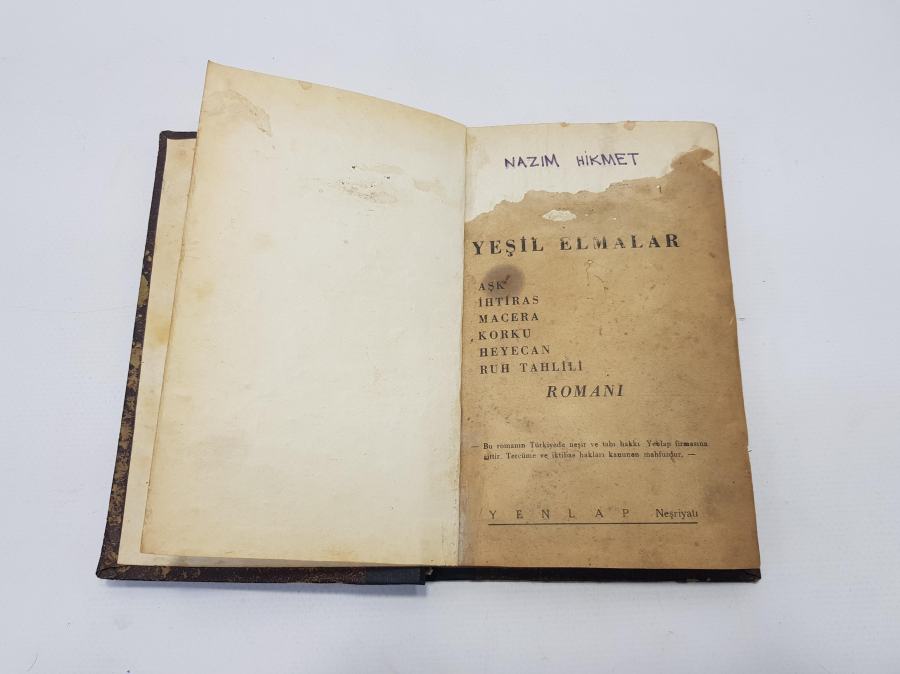 NAZIM HİKMET
YEŞİL ELMALAR
AŞK
İHTİRAS
MACERA
KORKU
HEYECAN
RUH TAHLİLİ
ROMANI
— Bu romanın Türkiyede neşir ve tabı hakkı Yenlap firmasına
aittir. Tercüme ve iktibas hakları kanunen mahfuzdur. —
YENLAP Neşriyatı